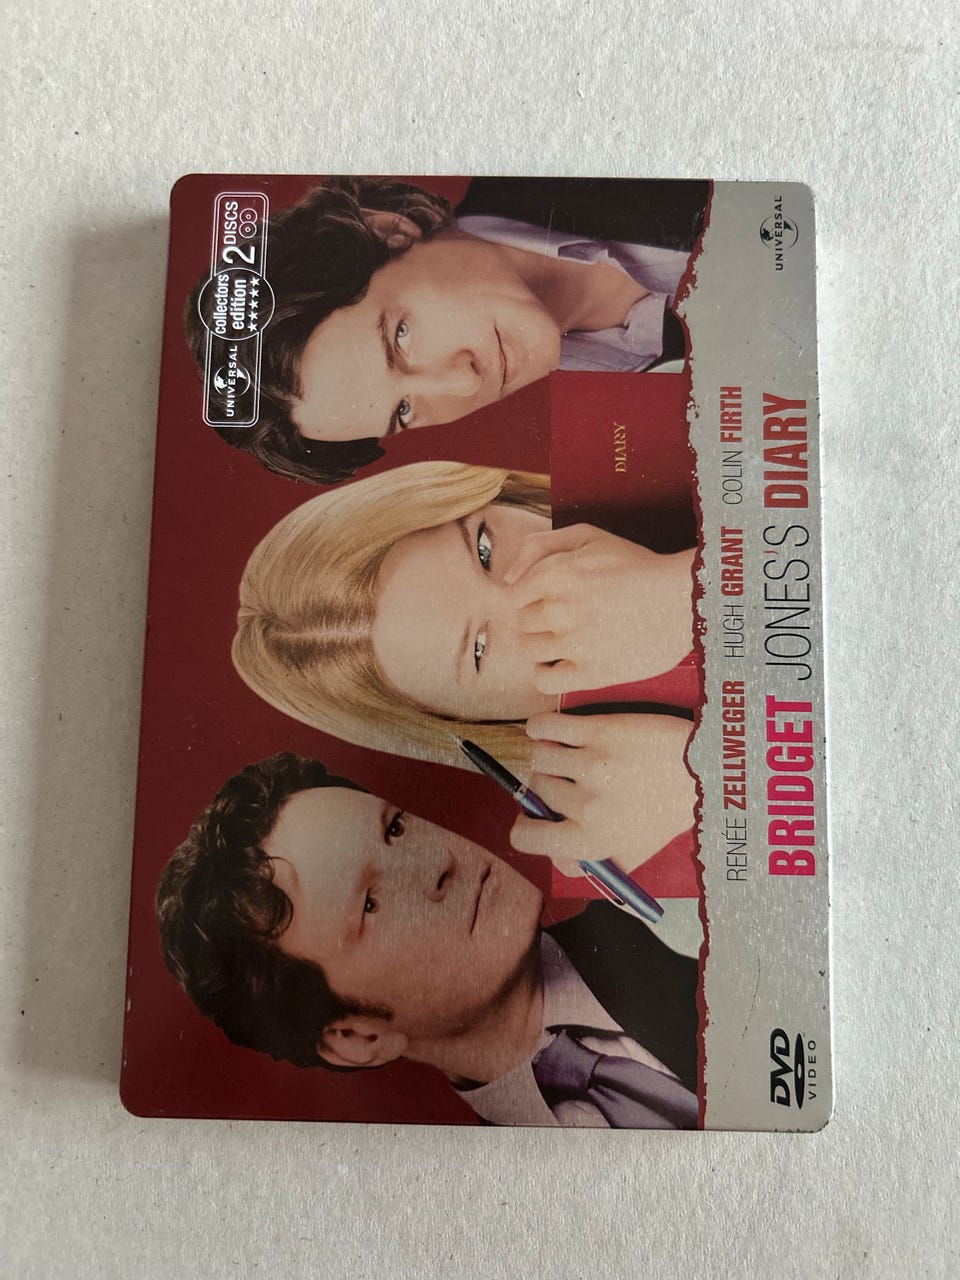 UNIVERSAL
collectors
edition
★★★★★
2 DISCS
DIARY
UNIVERSAL
RENÉE ZELLWEGER HUGH GRANT COLIN FIRTH
BRIDGET JONES'S DIARY
DVD
VIDEO